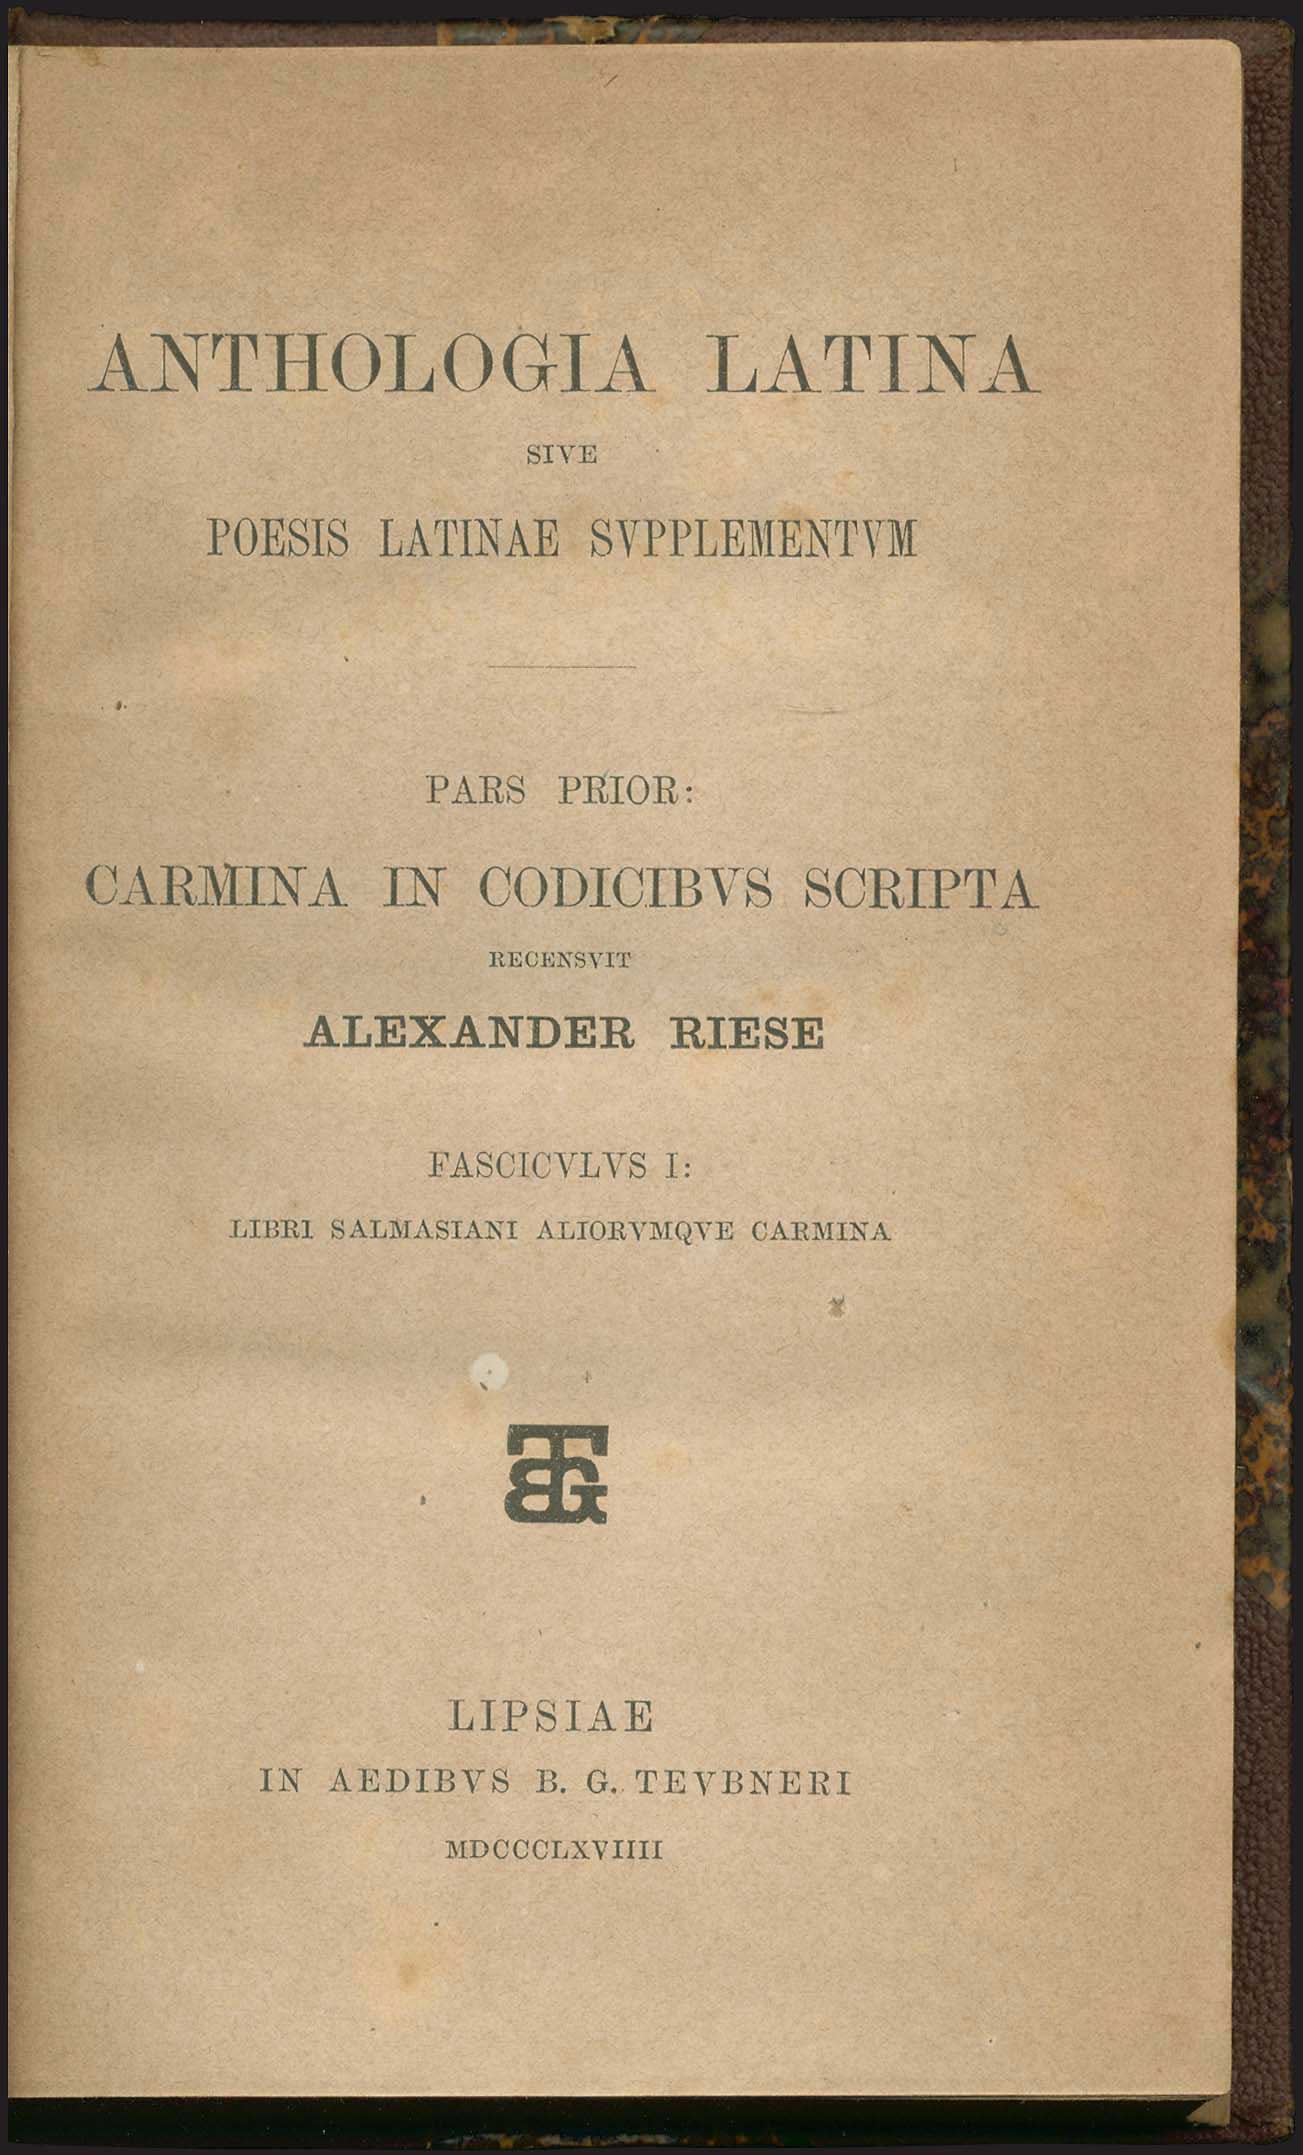 ANTHOLOGIA LATINA
SIVE
POESIS LATINAE SVPPLEMENTVM
PARS PRIOR:
CARMINA IN CODICIBVS SCRIPTA
RECENSVIT
ALEXANDER RIESE
FASCICVLVS I:
LIBRI SALMASIANI ALIORVMQVE CARMINA
BTG
LIPSIAE
IN AEDIBVS B. G. TEVBNERI
MDCCCLXVIIII